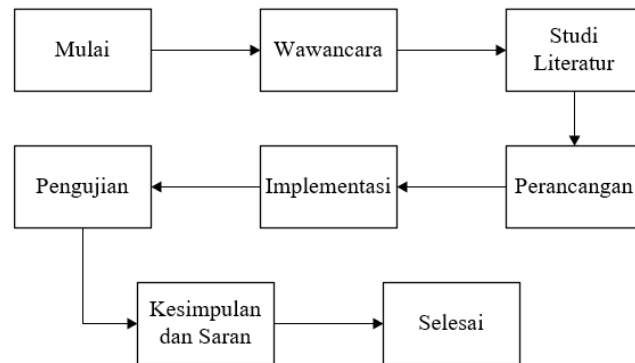 Mulai
Wawancara
Studi
Literatur
Perancangan
Implementasi
Pengujian
Kesimpulan
dan Saran
Selesai